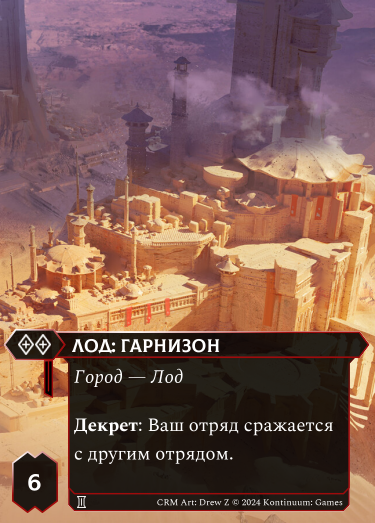 ЛОД: ГАРНИЗОН
Город — Лод
Декрет: Ваш отряд сражается
с другим отрядом.
6
CRM Art: Drew Z © 2024 Kontinuum: Games